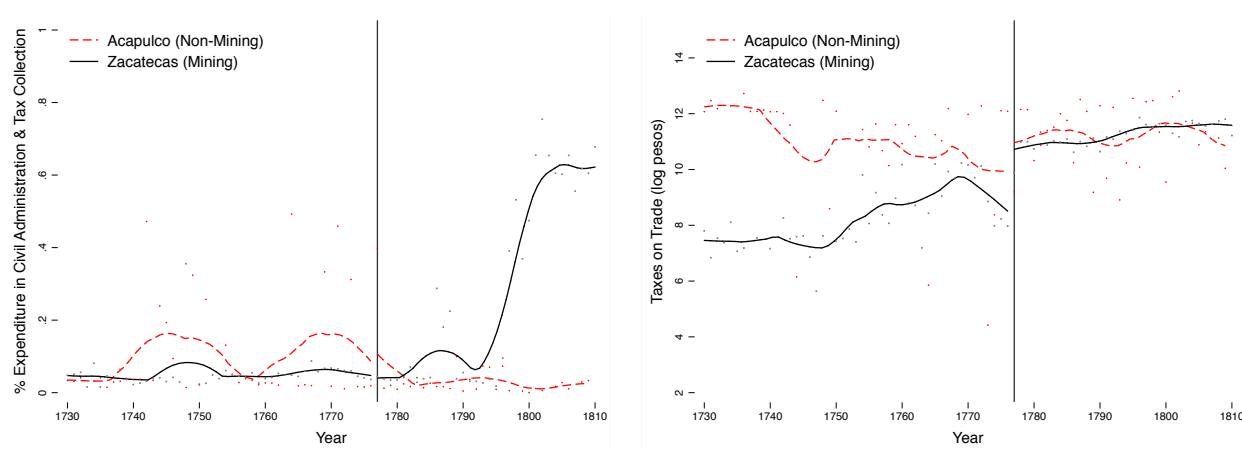 % Expenditure in Civil Administration & Tax Collection
1
.8
.6
.4
.2
0
Acapulco (Non-Mining)
Zacatecas (Mining)
1730 1740 1750 1760 1770 1780 1790 1800 1810
Year
Taxes on Trade (log pesos)
14
12
10
8
6
4
2
Acapulco (Non-Mining)
Zacatecas (Mining)
1730 1740 1750 1760 1770 1780 1790 1800 1810
Year